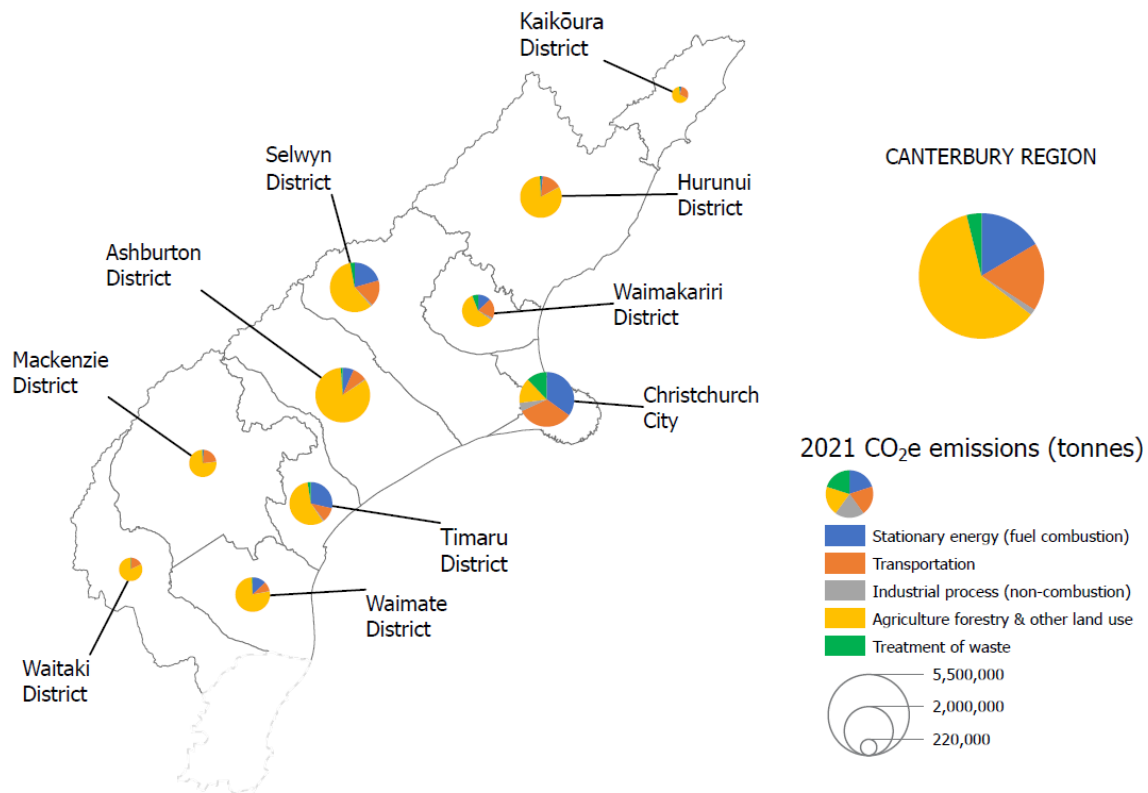 Kaikōura
District
Selwyn
District
CANTERBURY REGION
Hurunui
District
Ashburton
District
Waimakariri
District
Mackenzie
District
Christchurch
City
2021 CO₂e emissions (tonnes)
Stationary energy (fuel combustion)
Transportation
Industrial process (non-combustion)
Agriculture forestry & other land use
Treatment of waste
Timaru
District
Waimate
District
Waitaki
District
5,500,000
2,000,000
220,000